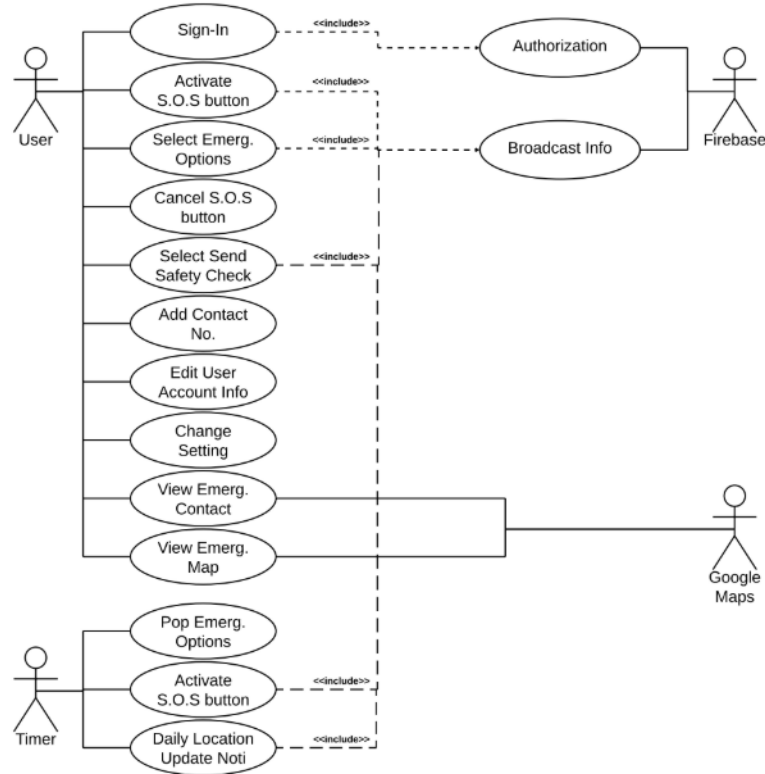 Sign-In
<<include>>
Authorization
User
Activate
S.O.S button
<<include>>
Firebase
Select Emerg.
Options
<<include>>
Broadcast Info
Cancel S.O.S
button
Select Send
Safety Check
<<include>>
Add Contact
No.
Edit User
Account Info
Change
Setting
View Emerg.
Contact
View Emerg.
Map
Google
Maps
Pop Emerg.
Options
Timer
Activate
S.O.S button
<<include>>
Daily Location
Update Noti
<<include>>